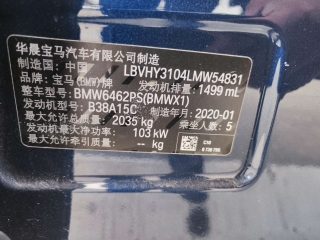 华晨宝马汽车有限公司制造
制造国: 中国 LBVHY3104LMW54831
品牌: 宝马(BMW)牌 发动机排量: 1499 mL
整车型号: BMW6462PS(BMWX1)
发动机型号: B38A15C 制造年月: 2020-01
最大允许总质量: 2035 kg 乘坐人数: 5
发动机最大净功率: 103 kW
最大允许牵引质量: -- kg
C10